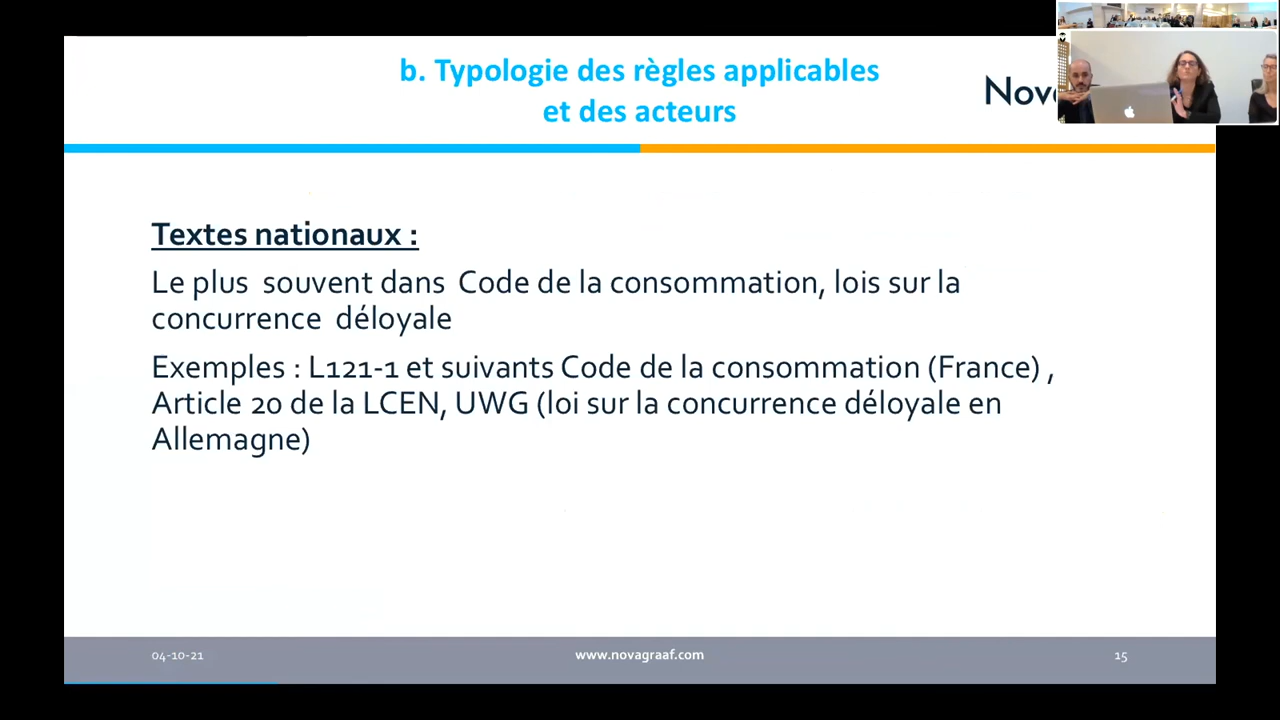 b. Typologie des règles applicables
et des acteurs
Textes nationaux :
Le plus souvent dans Code de la consommation, lois sur la
concurrence déloyale
Exemples : L121-1 et suivants Code de la consommation (France) ,
Article 20 de la LCEN, UWG (loi sur la concurrence déloyale en
Allemagne)
04-10-21
www.novagraaf.com
15